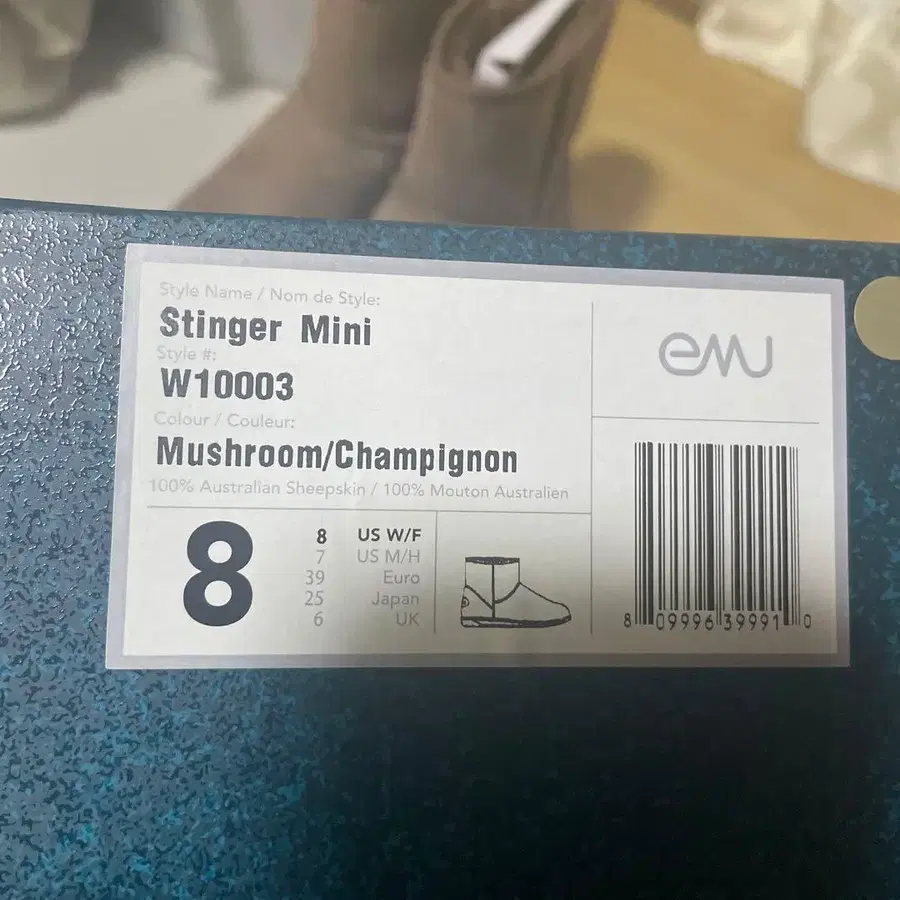 Style Name / Nom de Style:
Stinger Mini
Style #:
W10003
Colour / Couleur:
Mushroom/Champignon
100% Australian Sheepskin / 100% Mouton Australien
8
8 US W/F
7 US M/H
39 Euro
25 Japan
6 UK
emu
8 09996 39991 0